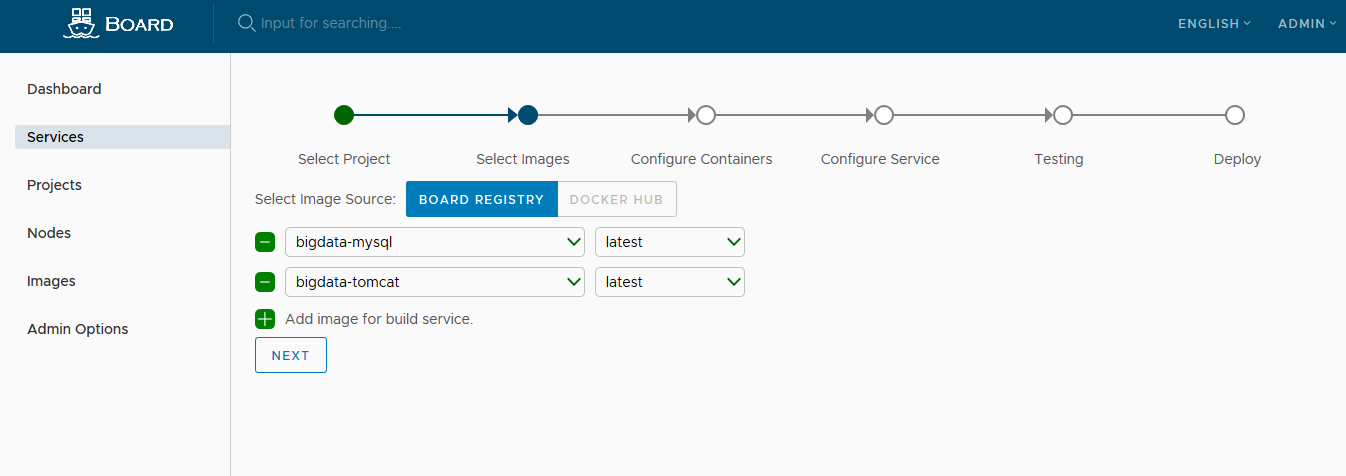 BOARD
Input for searching....
ENGLISH
ADMIN
Dashboard
Services
Projects
Nodes
Images
Admin Options
Select Project
Select Images
Configure Containers
Configure Service
Testing
Deploy
Select Image Source:
BOARD REGISTRY
DOCKER HUB
bigdata-mysql
latest
bigdata-tomcat
latest
Add image for build service.
NEXT